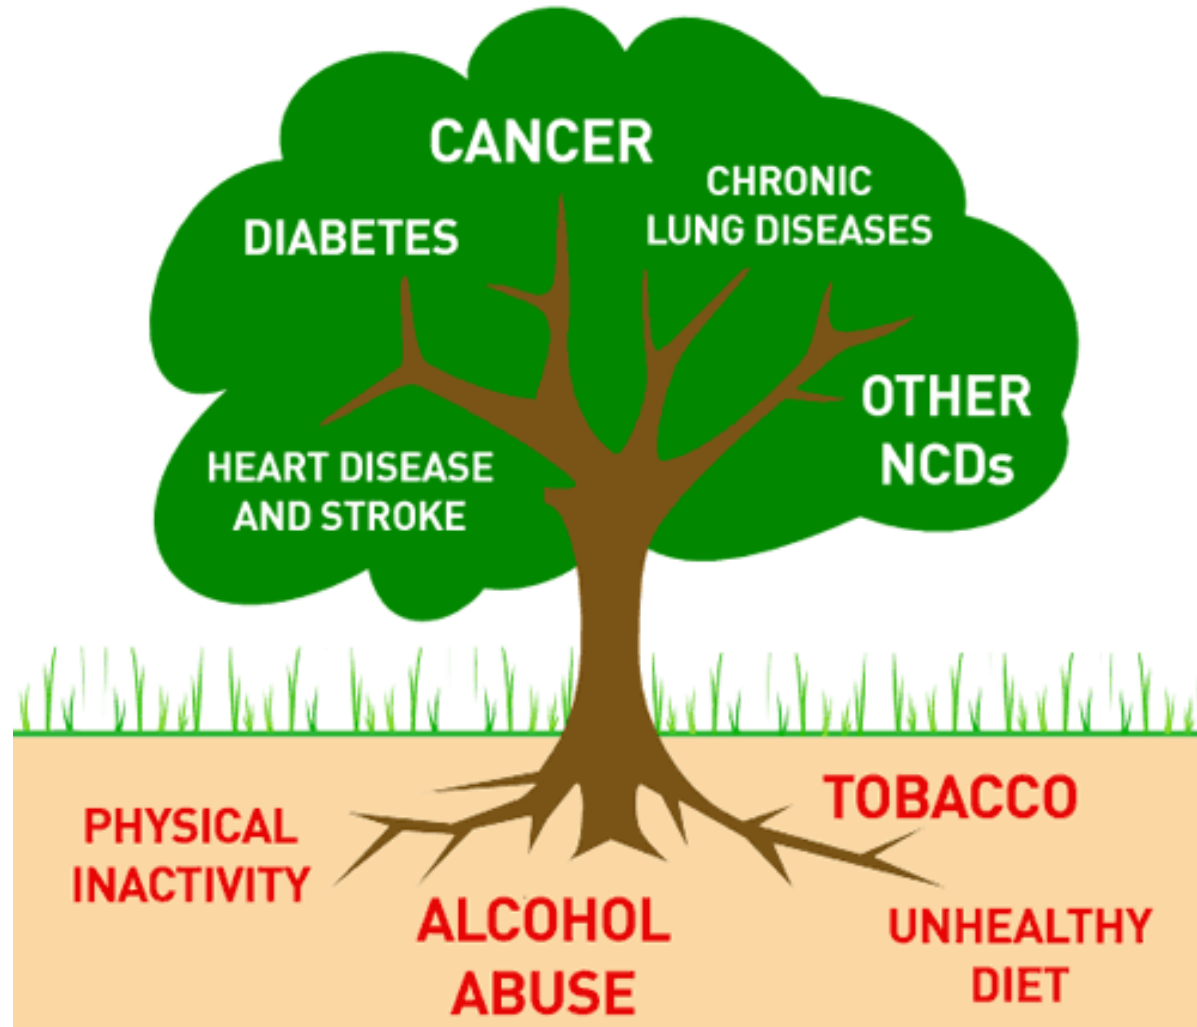 CANCER
CHRONIC
LUNG DISEASES
DIABETES
OTHER
NCDs
HEART DISEASE
AND STROKE
TOBACCO
PHYSICAL
INACTIVITY
ALCOHOL
ABUSE
UNHEALTHY
DIET